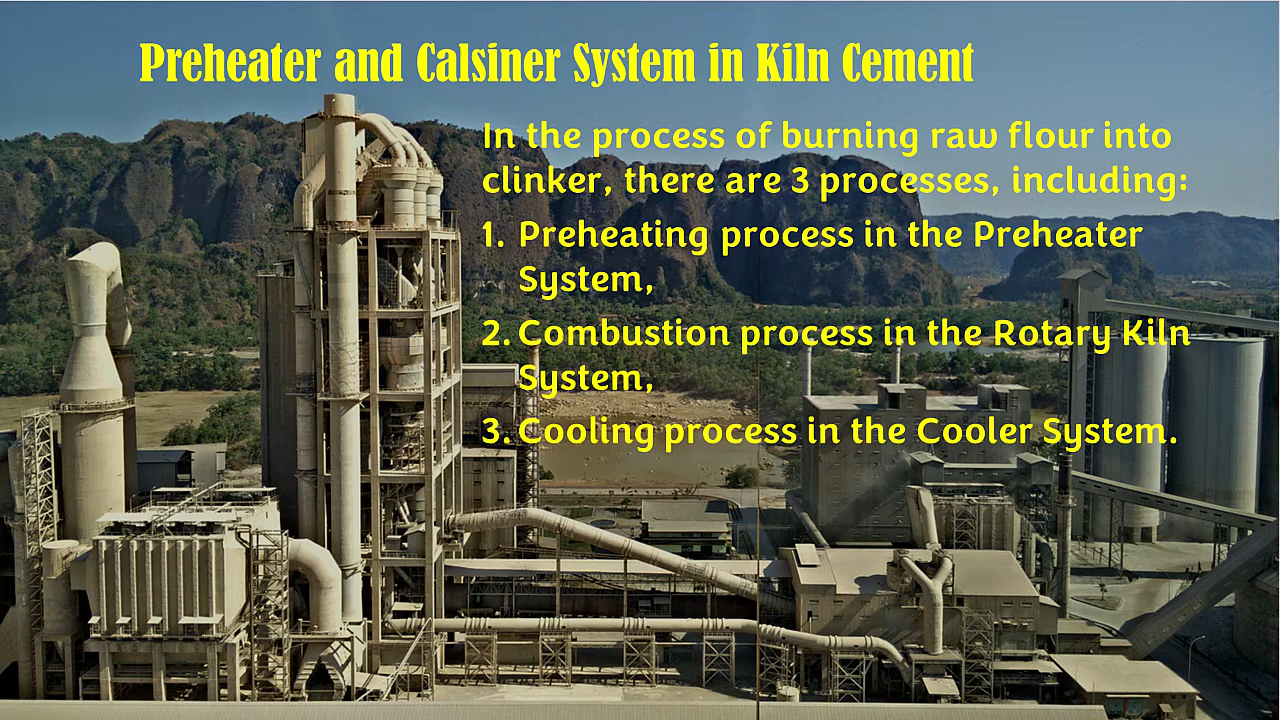 Preheater and Calsiner System in Kiln Cement
In the process of burning raw flour into
clinker, there are 3 processes, including:
1. Preheating process in the Preheater
System,
2. Combustion process in the Rotary Kiln
System,
3. Cooling process in the Cooler System.